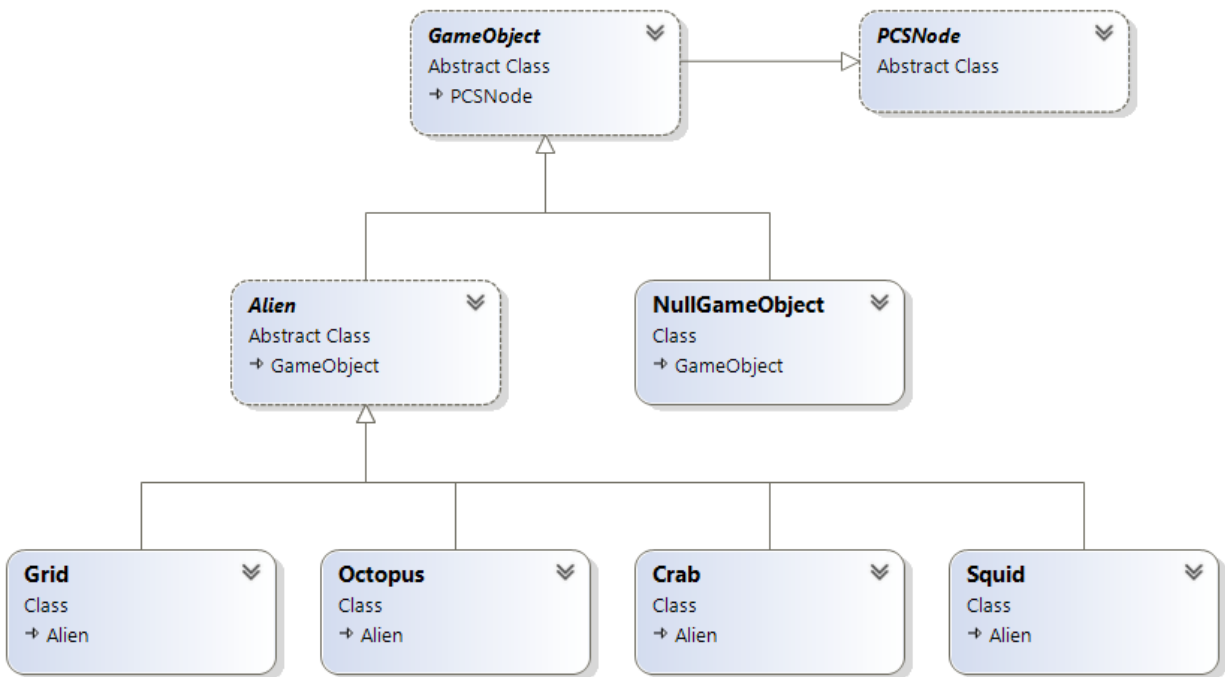 GameObject
Abstract Class
PCSNode
PCSNode
Abstract Class
Alien
Abstract Class
GameObject
NullGameObject
Class
GameObject
Grid
Class
Alien
Octopus
Class
Alien
Crab
Class
Alien
Squid
Class
Alien